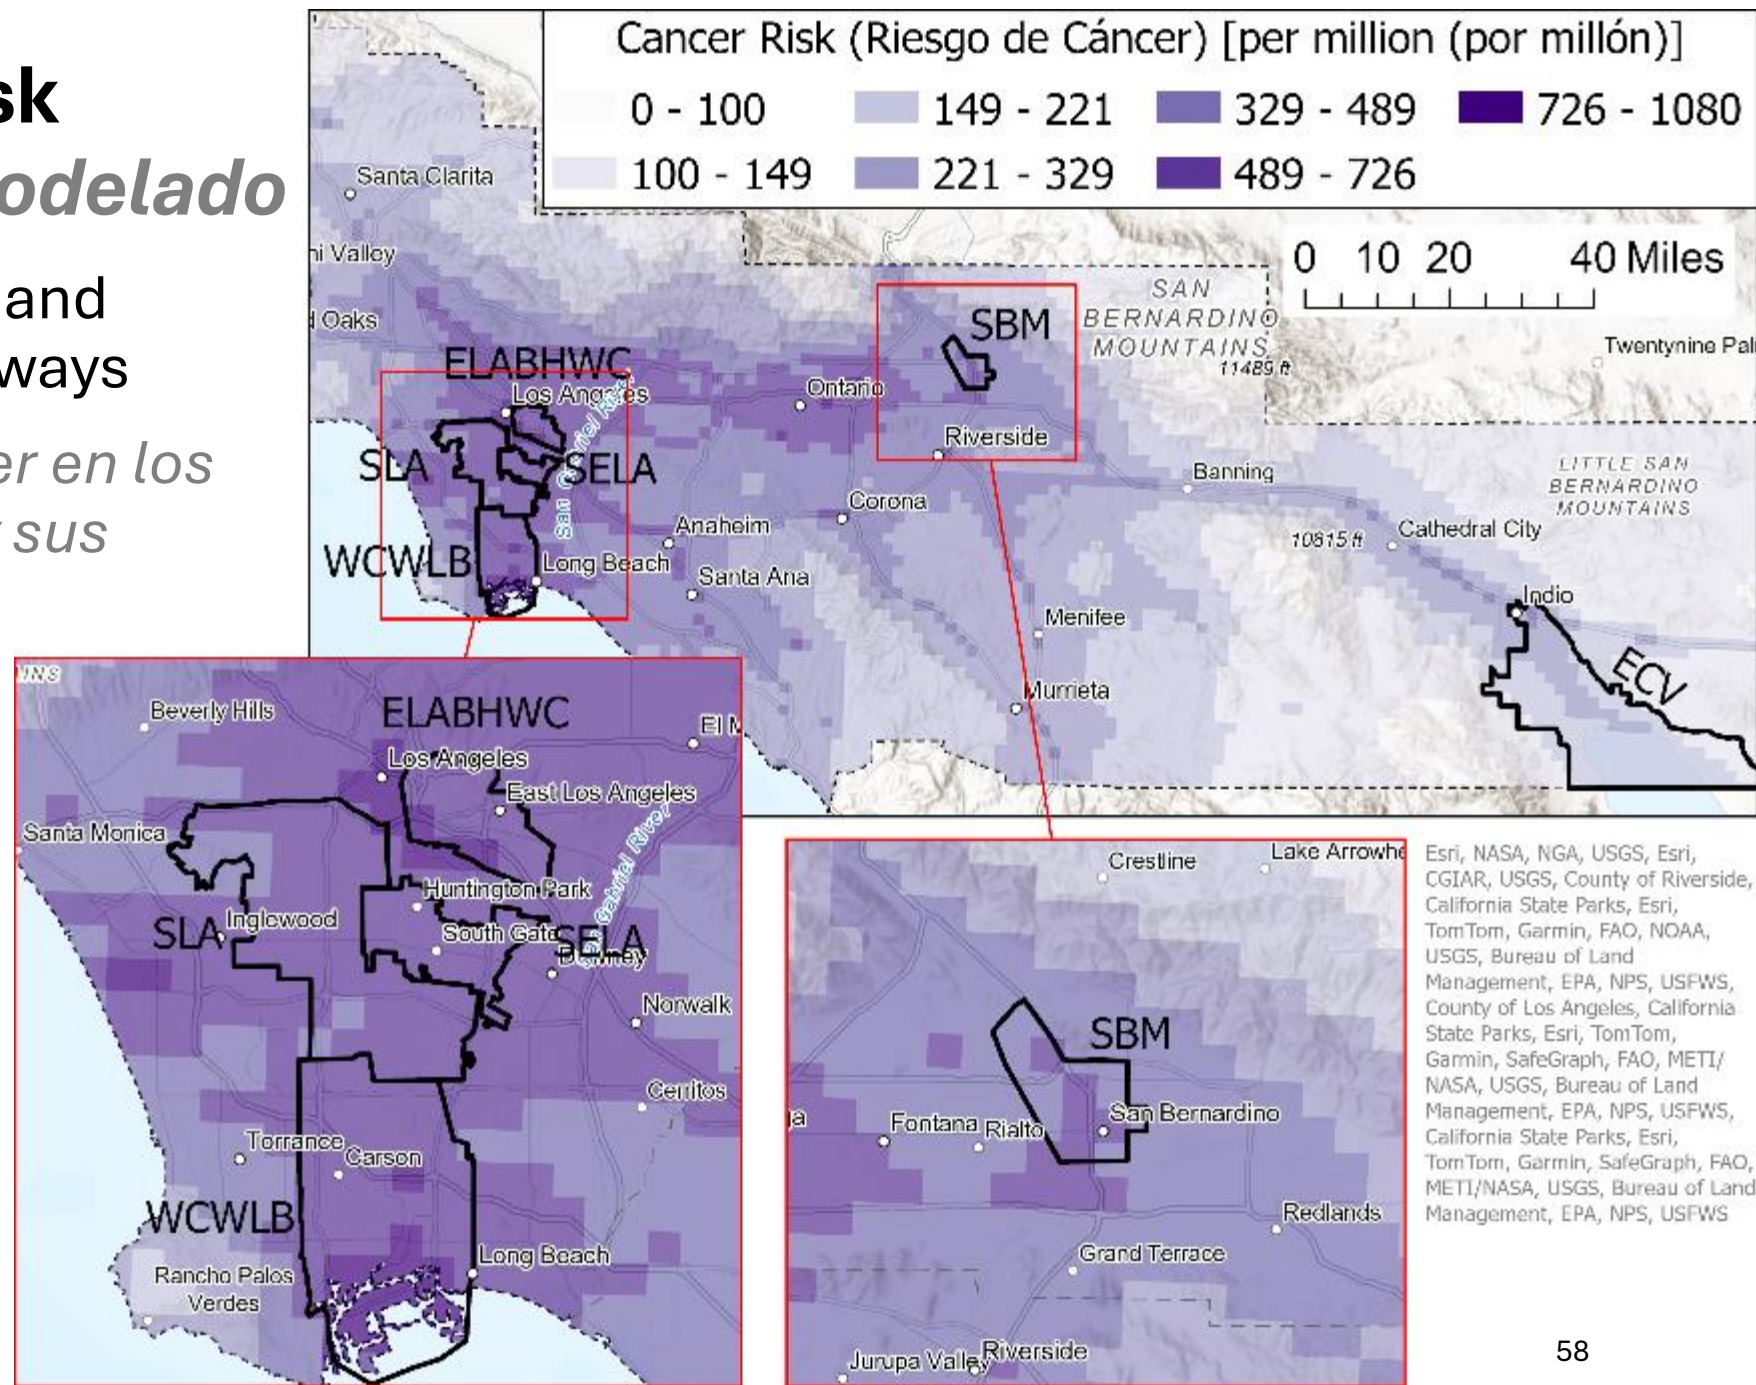 sk
odelado
and
ways
er en los
sus
Cancer Risk (Riesgo de Cáncer) [per million (por millón)]
0 - 100
149 - 221
329 - 489
726 - 1080
100 - 149
221 - 329
489 - 726
0 10 20 40 Miles
Santa Clarita
ni Valley
d Oaks
ELABHWC
Los Angeles
SLA
SELA
WCWLB
Long Beach
San Gabriel River
Anaheim
Santa Ana
Ontario
Corona
Riverside
SBM
SAN
BERNARDINO
MOUNTAINS
11489 ft
Twentynine Pal
Banning
LITTLE SAN
BERNARDINO
MOUNTAINS
10815 ft
Cathedral City
Indio
ECV
Menifee
Murrieta
INS
Beverly Hills
ELABHWC
El M
Los Angeles
East Los Angeles
Santa Monica
Gabriel River
Huntington Park
SLA
Inglewood
South Gate
SELA
Downey
Norwalk
Cerritos
Torrance
Carson
WCWLB
Long Beach
Rancho Palos
Verdes
Crestline
Lake Arrowhe
SBM
ga
Fontana
Rialto
San Bernardino
Redlands
Grand Terrace
Jurupa Valley
Riverside
Esri, NASA, NGA, USGS, Esri,
CGIAR, USGS, County of Riverside,
California State Parks, Esri,
TomTom, Garmin, FAO, NOAA,
USGS, Bureau of Land
Management, EPA, NPS, USFWS,
County of Los Angeles, California
State Parks, Esri, TomTom,
Garmin, SafeGraph, FAO, METI/
NASA, USGS, Bureau of Land
Management, EPA, NPS, USFWS,
California State Parks, Esri,
TomTom, Garmin, SafeGraph, FAO,
METI/NASA, USGS, Bureau of Land
Management, EPA, NPS, USFWS
58